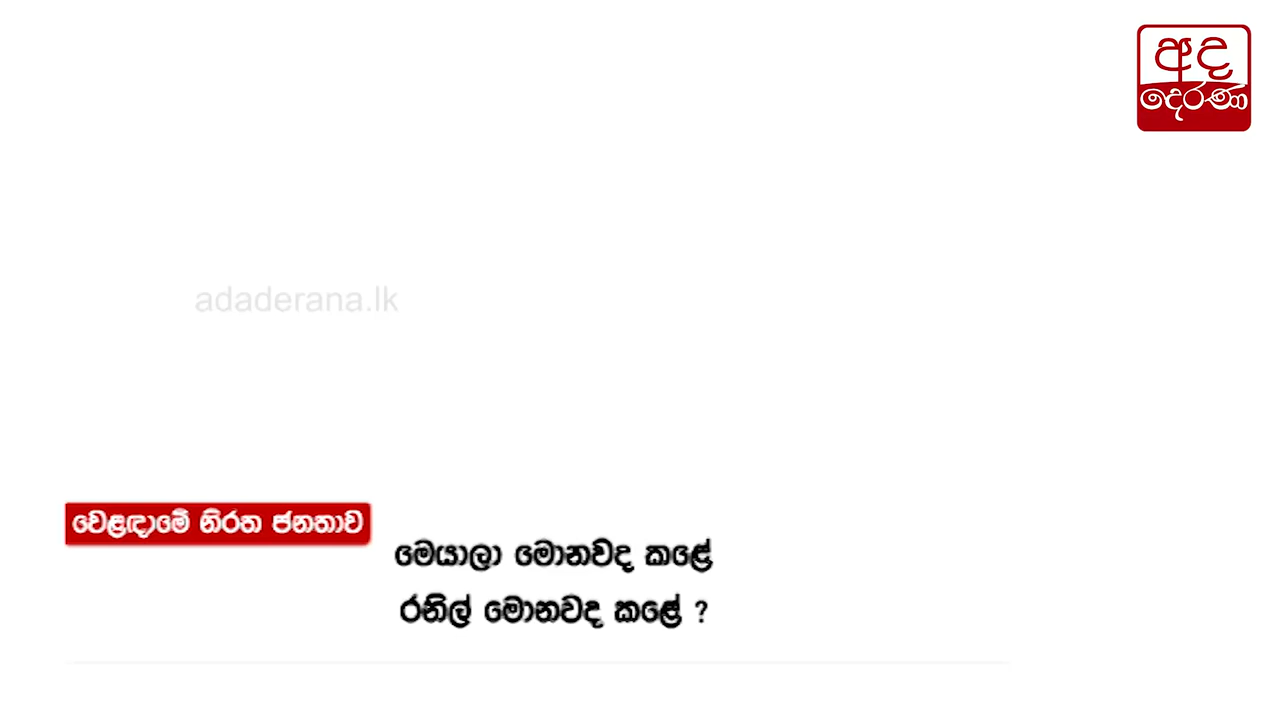 අද
දෙරණ
adaderana.lk
වෙළඳාමේ නිරත ජනතාව
මෙයාලා මොනවද කළේ
රනිල් මොනවද කළේ ?